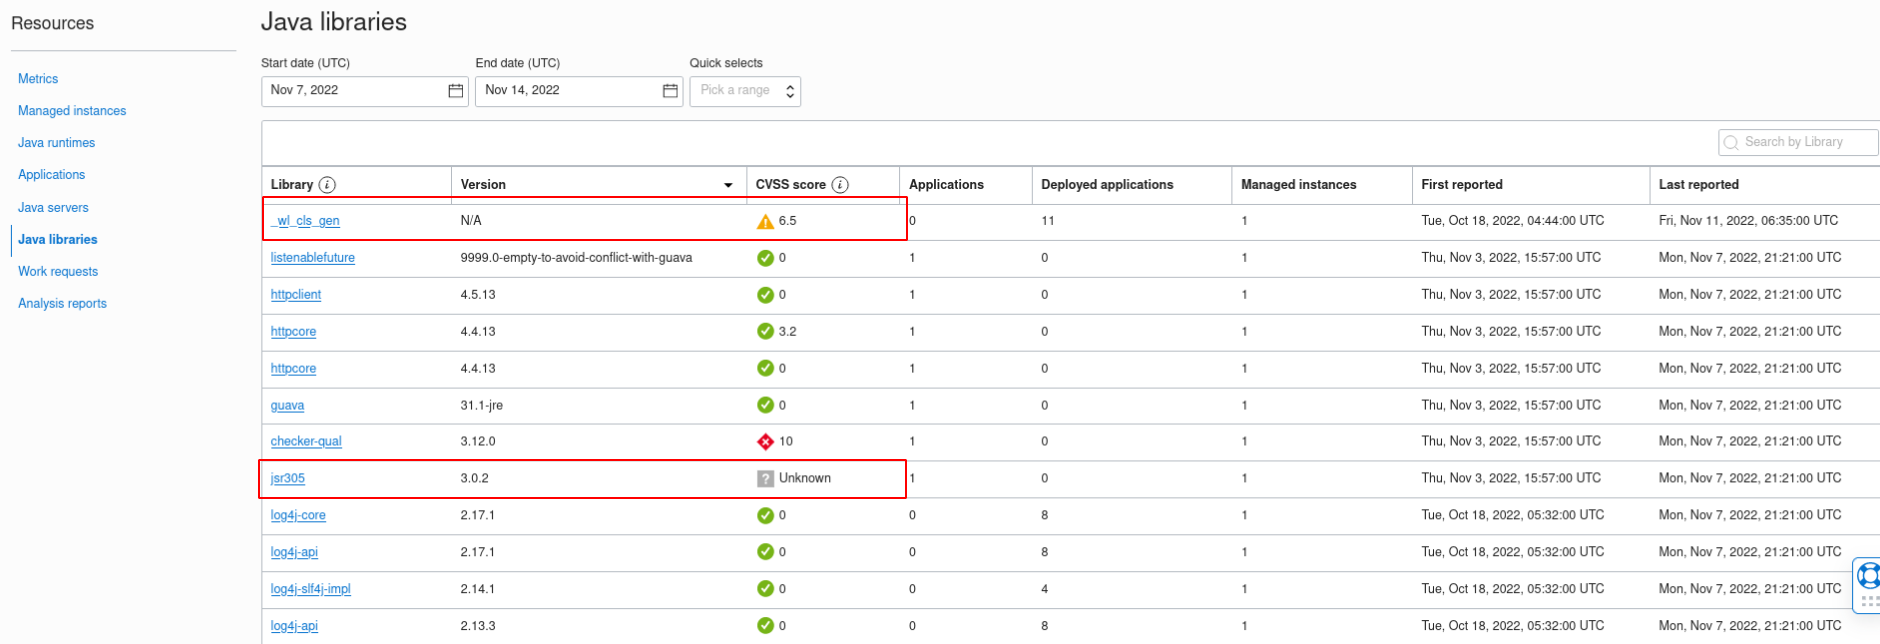 Resources
Metrics
Managed instances
Java runtimes
Applications
Java servers
Java libraries
Work requests
Analysis reports
Java libraries
Start date (UTC) End date (UTC) Quick selects
Nov 7, 2022 Nov 14, 2022 Pick a range
Search by Library
Library i Version CVSS score i Applications Deployed applications Managed instances First reported Last reported
_wl_cls_gen N/A 6.5 0 11 1 Tue, Oct 18, 2022, 04:44:00 UTC Fri, Nov 11, 2022, 06:35:00 UTC
listenablefuture 9999.0-empty-to-avoid-conflict-with-guava 0 1 0 1 Thu, Nov 3, 2022, 15:57:00 UTC Mon, Nov 7, 2022, 21:21:00 UTC
httpclient 4.5.13 0 1 0 1 Thu, Nov 3, 2022, 15:57:00 UTC Mon, Nov 7, 2022, 21:21:00 UTC
httpcore 4.4.13 3.2 1 0 1 Thu, Nov 3, 2022, 15:57:00 UTC Mon, Nov 7, 2022, 21:21:00 UTC
httpcore 4.4.13 0 1 0 1 Thu, Nov 3, 2022, 15:57:00 UTC Mon, Nov 7, 2022, 21:21:00 UTC
guava 31.1-jre 0 1 0 1 Thu, Nov 3, 2022, 15:57:00 UTC Mon, Nov 7, 2022, 21:21:00 UTC
checker-qual 3.12.0 10 1 0 1 Thu, Nov 3, 2022, 15:57:00 UTC Mon, Nov 7, 2022, 21:21:00 UTC
jsr305 3.0.2 ? Unknown 1 0 1 Thu, Nov 3, 2022, 15:57:00 UTC Mon, Nov 7, 2022, 21:21:00 UTC
log4j-core 2.17.1 0 0 8 1 Tue, Oct 18, 2022, 05:32:00 UTC Mon, Nov 7, 2022, 21:21:00 UTC
log4j-api 2.17.1 0 0 8 1 Tue, Oct 18, 2022, 05:32:00 UTC Mon, Nov 7, 2022, 21:21:00 UTC
log4j-slf4j-impl 2.14.1 0 0 4 1 Tue, Oct 18, 2022, 05:32:00 UTC Mon, Nov 7, 2022, 21:21:00 UTC
log4j-api 2.13.3 0 0 8 1 Tue, Oct 18, 2022, 05:32:00 UTC Mon, Nov 7, 2022, 21:21:00 UTC